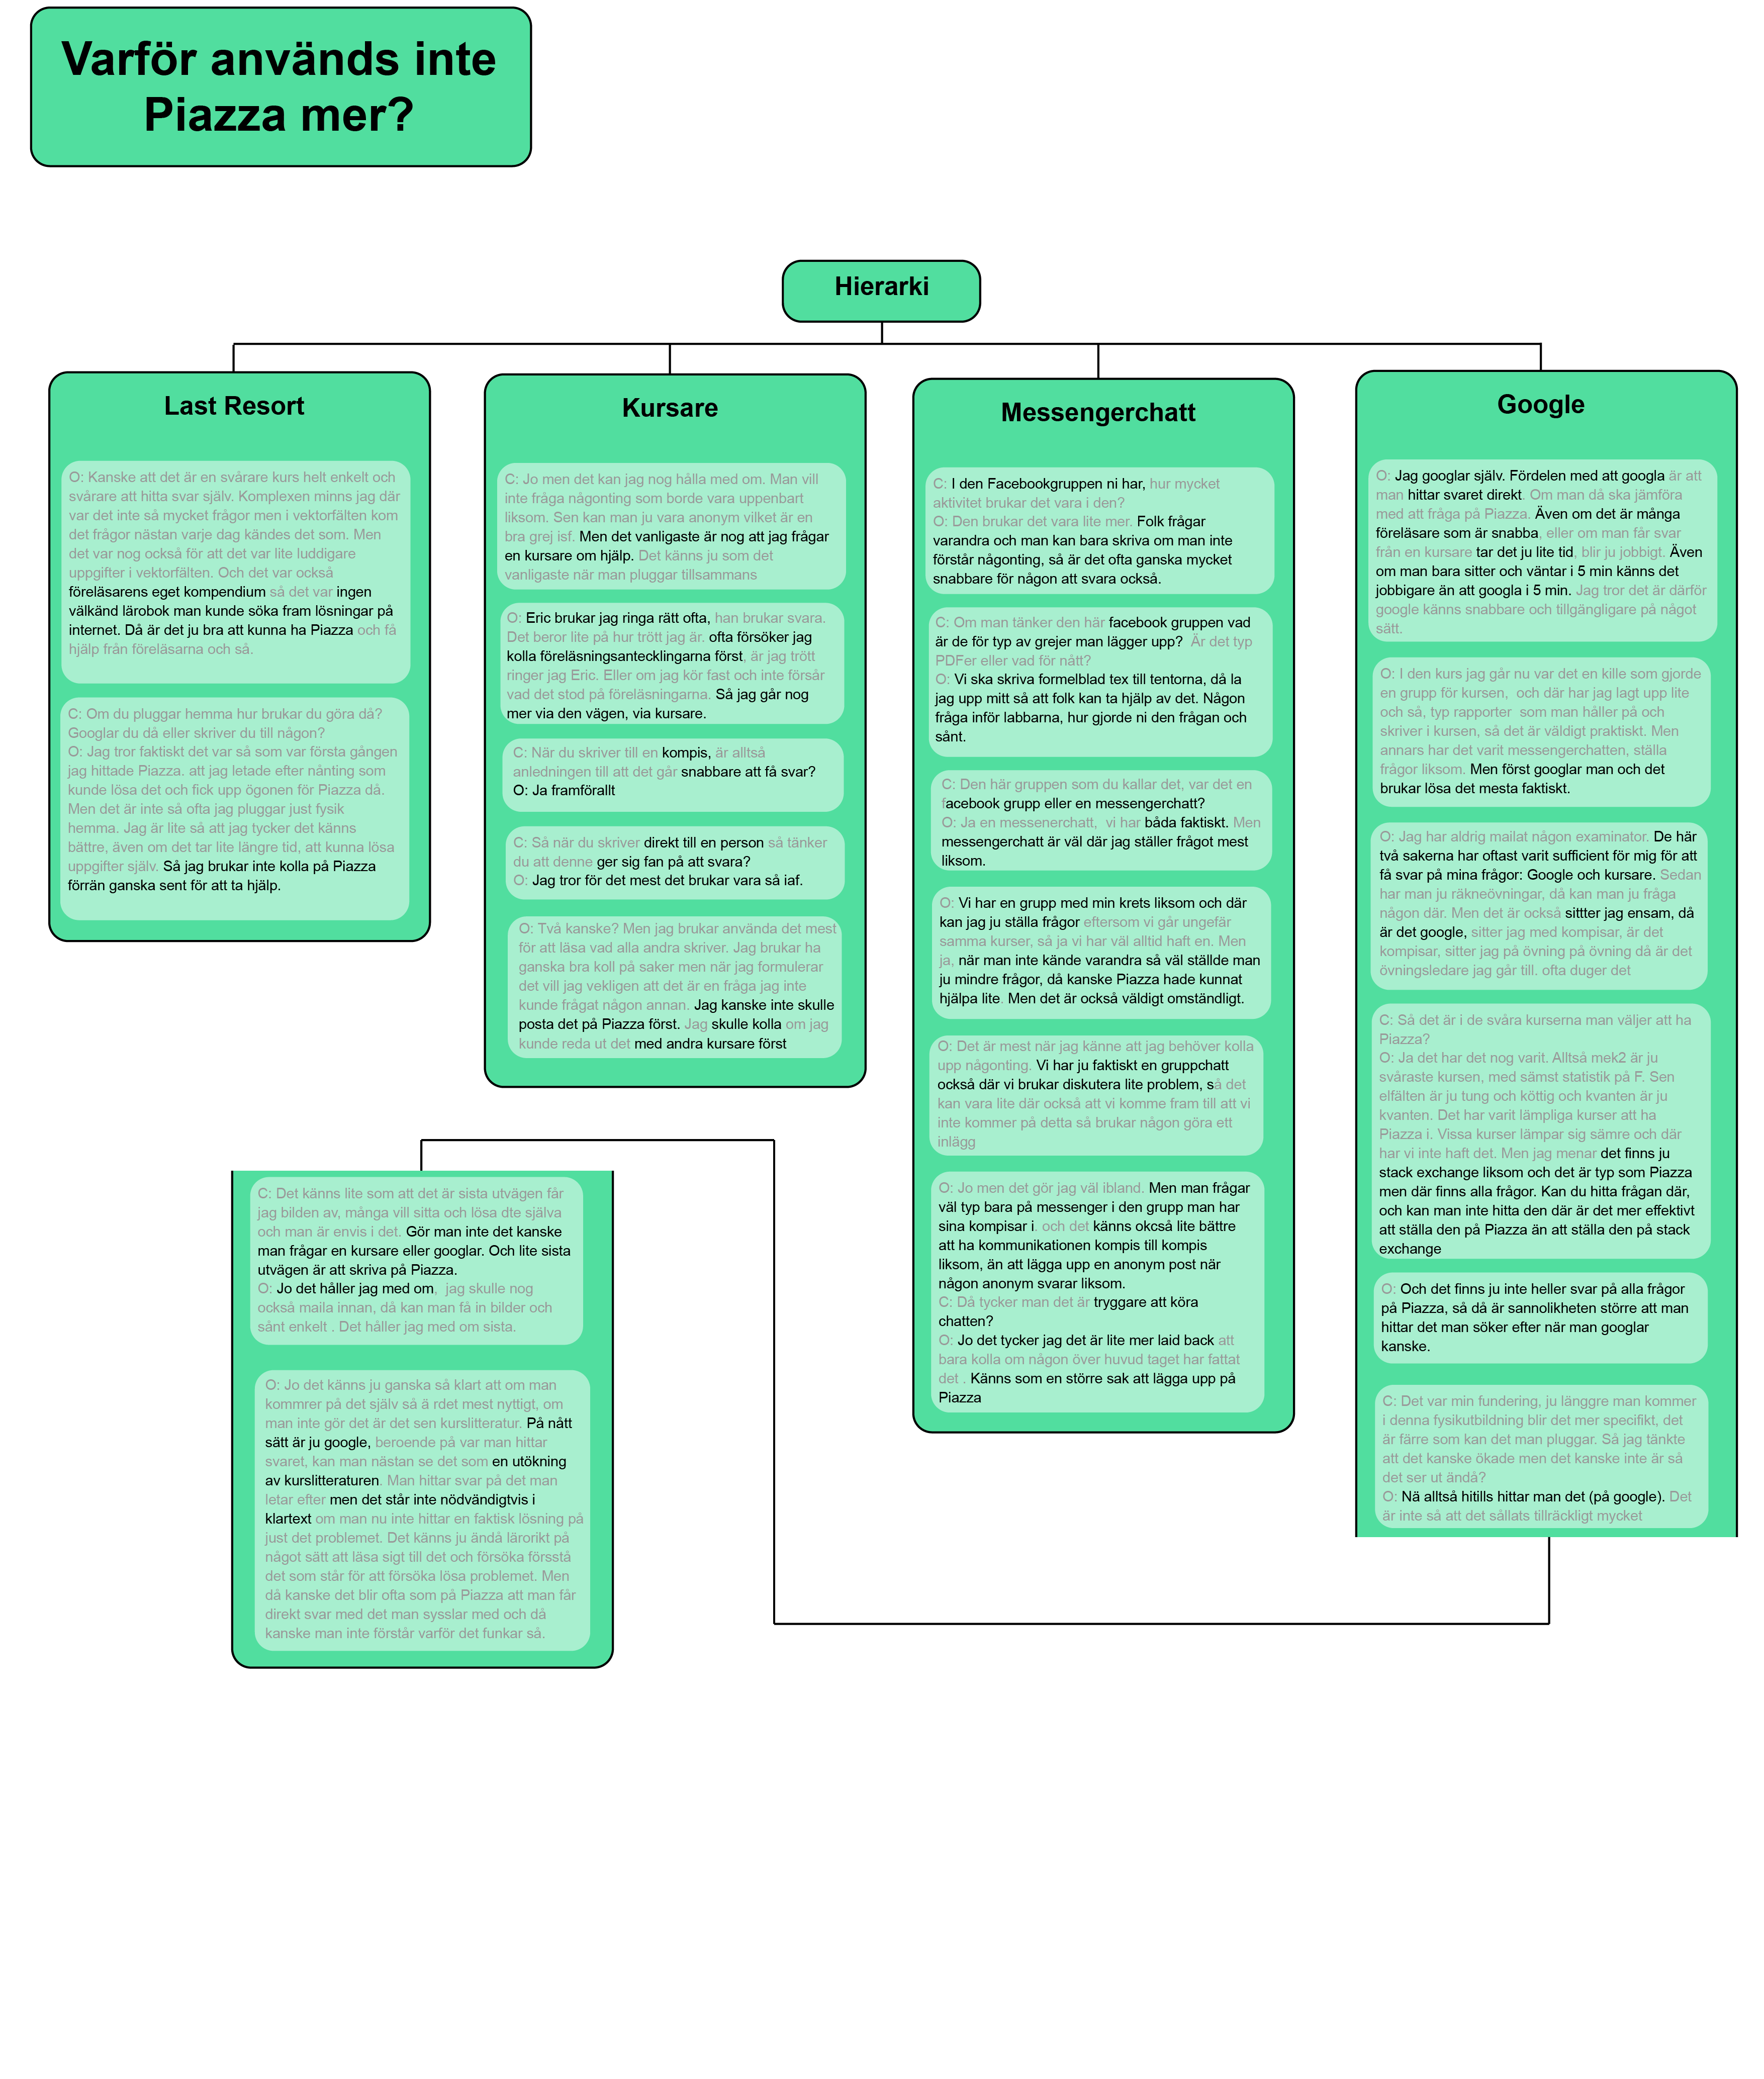 Varför används inte
Piazza mer?
Hierarki
Last Resort
O: Kanske att det är en svårare kurs helt enkelt och
svårare att hitta svar själv. Komplexen minns jag där
var det inte så mycket frågor men i vektorfälten kom
det frågor nästan varje dag kändes det som. Men
det var nog också för att det var lite luddigare
uppgifter i vektorfälten. Och det var också
föreläsarens eget kompendium så det var ingen
välkänd lärobok man kunde söka fram lösningar på
internet. Då är det ju bra att kunna ha Piazza och få
hjälp från föreläsarna och så.
C: Om du pluggar hemma hur brukar du göra då?
Googlar du då eller skriver du till någon?
O: Jag tror faktiskt det var så som var första gången
jag hittade Piazza. att jag letade efter nånting som
kunde lösa det och fick upp ögonen för Piazza då.
Men det är inte så ofta jag pluggar just fysik
hemma. Jag är lite så att jag tycker det känns
bättre, även om det tar lite längre tid, att kunna lösa
uppgifter själv. Så jag brukar inte kolla på Piazza
förrän ganska sent för att ta hjälp.
Kursare
C: Jo men det kan jag nog hålla med om. Man vill
inte fråga någonting som borde vara uppenbart
liksom. Sen kan man ju vara anonym vilket är en
bra grej isf. Men det vanligaste är nog att jag frågar
en kursare om hjälp. Det känns ju som det
vanligaste när man pluggar tillsammans
O: Eric brukar jag ringa rätt ofta, han brukar svara.
Det beror lite på hur trött jag är. ofta försöker jag
kolla föreläsningsantecklingarna först, är jag trött
ringer jag Eric. Eller om jag kör fast och inte försår
vad det stod på föreläsningarna. Så jag går nog
mer via den vägen, via kursare.
C: När du skriver till en kompis, är alltså
anledningen till att det går snabbare att få svar?
O: Ja framförallt
C: Så när du skriver direkt till en person så tänker
du att denne ger sig fan på att svara?
O: Jag tror för det mest det brukar vara så iaf.
O: Två kanske? Men jag brukar använda det mest
för att läsa vad alla andra skriver. Jag brukar ha
ganska bra koll på saker men när jag formulerar
det vill jag vekligen att det är en fråga jag inte
kunde frågat någon annan. Jag kanske inte skulle
posta det på Piazza först. Jag skulle kolla om jag
kunde reda ut det med andra kursare först
Messengerchatt
C: I den Facebookgruppen ni har, hur mycket
aktivitet brukar det vara i den?
O: Den brukar det vara lite mer. Folk frågar
varandra och man kan bara skriva om man inte
förstår någonting, så är det ofta ganska mycket
snabbare för någon att svara också.
C: Om man tänker den här facebook gruppen vad
är de för typ av grejer man lägger upp?  Är det typ
PDFer eller vad för nått?
O: Vi ska skriva formelblad tex till tentorna, då la
jag upp mitt så att folk kan ta hjälp av det. Någon
fråga inför labbarna, hur gjorde ni den frågan och
sånt.
C: Den här gruppen som du kallar det, var det en
facebook grupp eller en messengerchatt?
O: Ja en messenerchatt,  vi har båda faktiskt. Men
messengerchatt är väl där jag ställer frågot mest
liksom.
O: Vi har en grupp med min krets liksom och där
kan jag ju ställa frågor eftersom vi går ungefär
samma kurser, så ja vi har väl alltid haft en. Men
ja, när man inte kände varandra så väl ställde man
ju mindre frågor, då kanske Piazza hade kunnat
hjälpa lite. Men det är också väldigt omständligt.
O: Det är mest när jag känne att jag behöver kolla
upp någonting. Vi har ju faktiskt en gruppchatt
också där vi brukar diskutera lite problem, så det
kan vara lite där också att vi komme fram till att vi
inte kommer på detta så brukar någon göra ett
inlägg
O: Jo men det gör jag väl ibland. Men man frågar
väl typ bara på messenger i den grupp man har
sina kompisar i. och det känns okcså lite bättre
att ha kommunikationen kompis till kompis
liksom, än att lägga upp en anonym post när
någon anonym svarar liksom.
C: Då tycker man det är tryggare att köra
chatten?
O: Jo det tycker jag det är lite mer laid back att
bara kolla om någon över huvud taget har fattat
det . Känns som en större sak att lägga upp på
Piazza
Google
O: Jag googlar själv. Fördelen med att googla är att
man hittar svaret direkt. Om man då ska jämföra
med att fråga på Piazza. Även om det är många
föreläsare som är snabba, eller om man får svar
från en kursare tar det ju lite tid, blir ju jobbigt. Även
om man bara sitter och väntar i 5 min känns det
jobbigare än att googla i 5 min. Jag tror det är därför
google känns snabbare och tillgängligare på något
sätt.
O: I den kurs jag går nu var det en kille som gjorde
en grupp för kursen,  och där har jag lagt upp lite
och så, typ rapporter  som man håller på och
skriver i kursen, så det är väldigt praktiskt. Men
annars har det varit messengerchatten, ställa
frågor liksom. Men först googlar man och det
brukar lösa det mesta faktiskt.
O: Jag har aldrig mailat någon examinator. De här
två sakerna har oftast varit sufficient för mig för att
få svar på mina frågor: Google och kursare. Sedan
har man ju räkneövningar, då kan man ju fråga
någon där. Men det är också sittter jag ensam, då
är det google, sitter jag med kompisar, är det
kompisar, sitter jag på övning på övning då är det
övningsledare jag går till. ofta duger det
C: Så det är i de svåra kurserna man väljer att ha
Piazza?
O: Ja det har det nog varit. Alltså mek2 är ju
svåraste kursen, med sämst statistik på F. Sen
elfälten är ju tung och köttig och kvanten är ju
kvanten. Det har varit lämpliga kurser att ha
Piazza i. Vissa kurser lämpar sig sämre och där
har vi inte haft det. Men jag menar det finns ju
stack exchange liksom och det är typ som Piazza
men där finns alla frågor. Kan du hitta frågan där,
och kan man inte hitta den där är det mer effektivt
att ställa den på Piazza än att ställa den på stack
exchange
O: Och det finns ju inte heller svar på alla frågor
på Piazza, så då är sannolikheten större att man
hittar det man söker efter när man googlar
kanske.
C: Det var min fundering, ju länggre man kommer
i denna fysikutbildning blir det mer specifikt, det
är färre som kan det man pluggar. Så jag tänkte
att det kanske ökade men det kanske inte är så
det ser ut ändå?
O: Nä alltså hitills hittar man det (på google). Det
är inte så att det sållats tillräckligt mycket
C: Det känns lite som att det är sista utvägen får
jag bilden av, många vill sitta och lösa dte själva
och man är envis i det. Gör man inte det kanske
man frågar en kursare eller googlar. Och lite sista
utvägen är att skriva på Piazza.
O: Jo det håller jag med om,  jag skulle nog
också maila innan, då kan man få in bilder och
sånt enkelt . Det håller jag med om sista.
O: Jo det känns ju ganska så klart att om man
kommrer på det själv så ä rdet mest nyttigt, om
man inte gör det är det sen kurslitteratur. På nått
sätt är ju google, beroende på var man hittar
svaret, kan man nästan se det som en utökning
av kurslitteraturen. Man hittar svar på det man
letar efter men det står inte nödvändigtvis i
klartext om man nu inte hittar en faktisk lösning på
just det problemet. Det känns ju ändå lärorikt på
något sätt att läsa sigt till det och försöka försstå
det som står för att försöka lösa problemet. Men
då kanske det blir ofta som på Piazza att man får
direkt svar med det man sysslar med och då
kanske man inte förstår varför det funkar så.